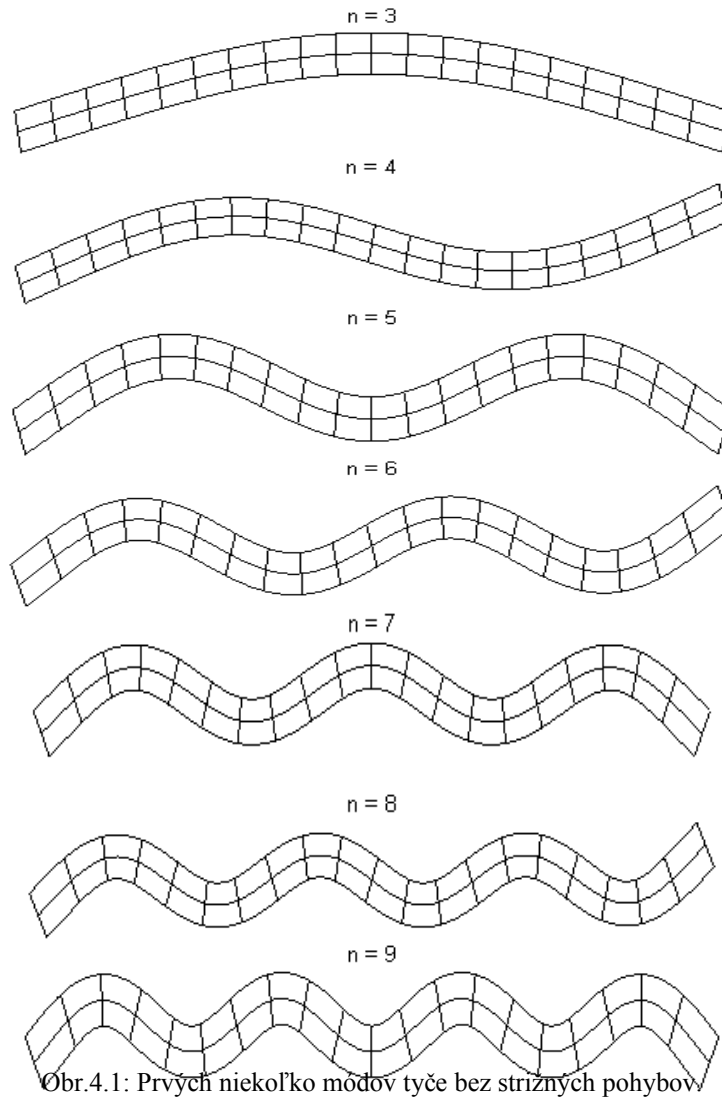 n = 3
n = 4
n = 5
n = 6
n = 7
n = 8
n = 9
Obr.4.1: Prvých niekoľko módov tyče bez strižných pohybov.